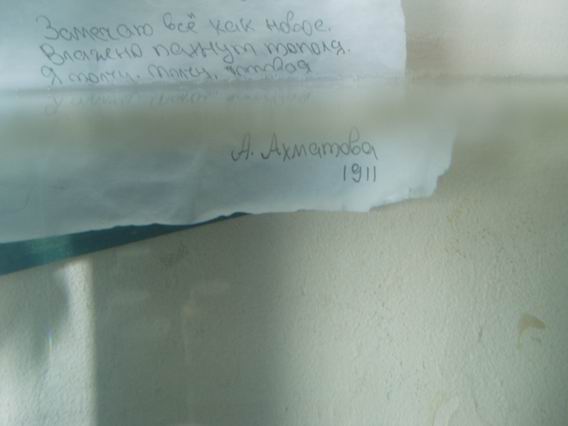 Замечаю всё как новое.
Влажно пахнут тополя.
Я молчу. Молчу, готовая
А. Ахматова
1911